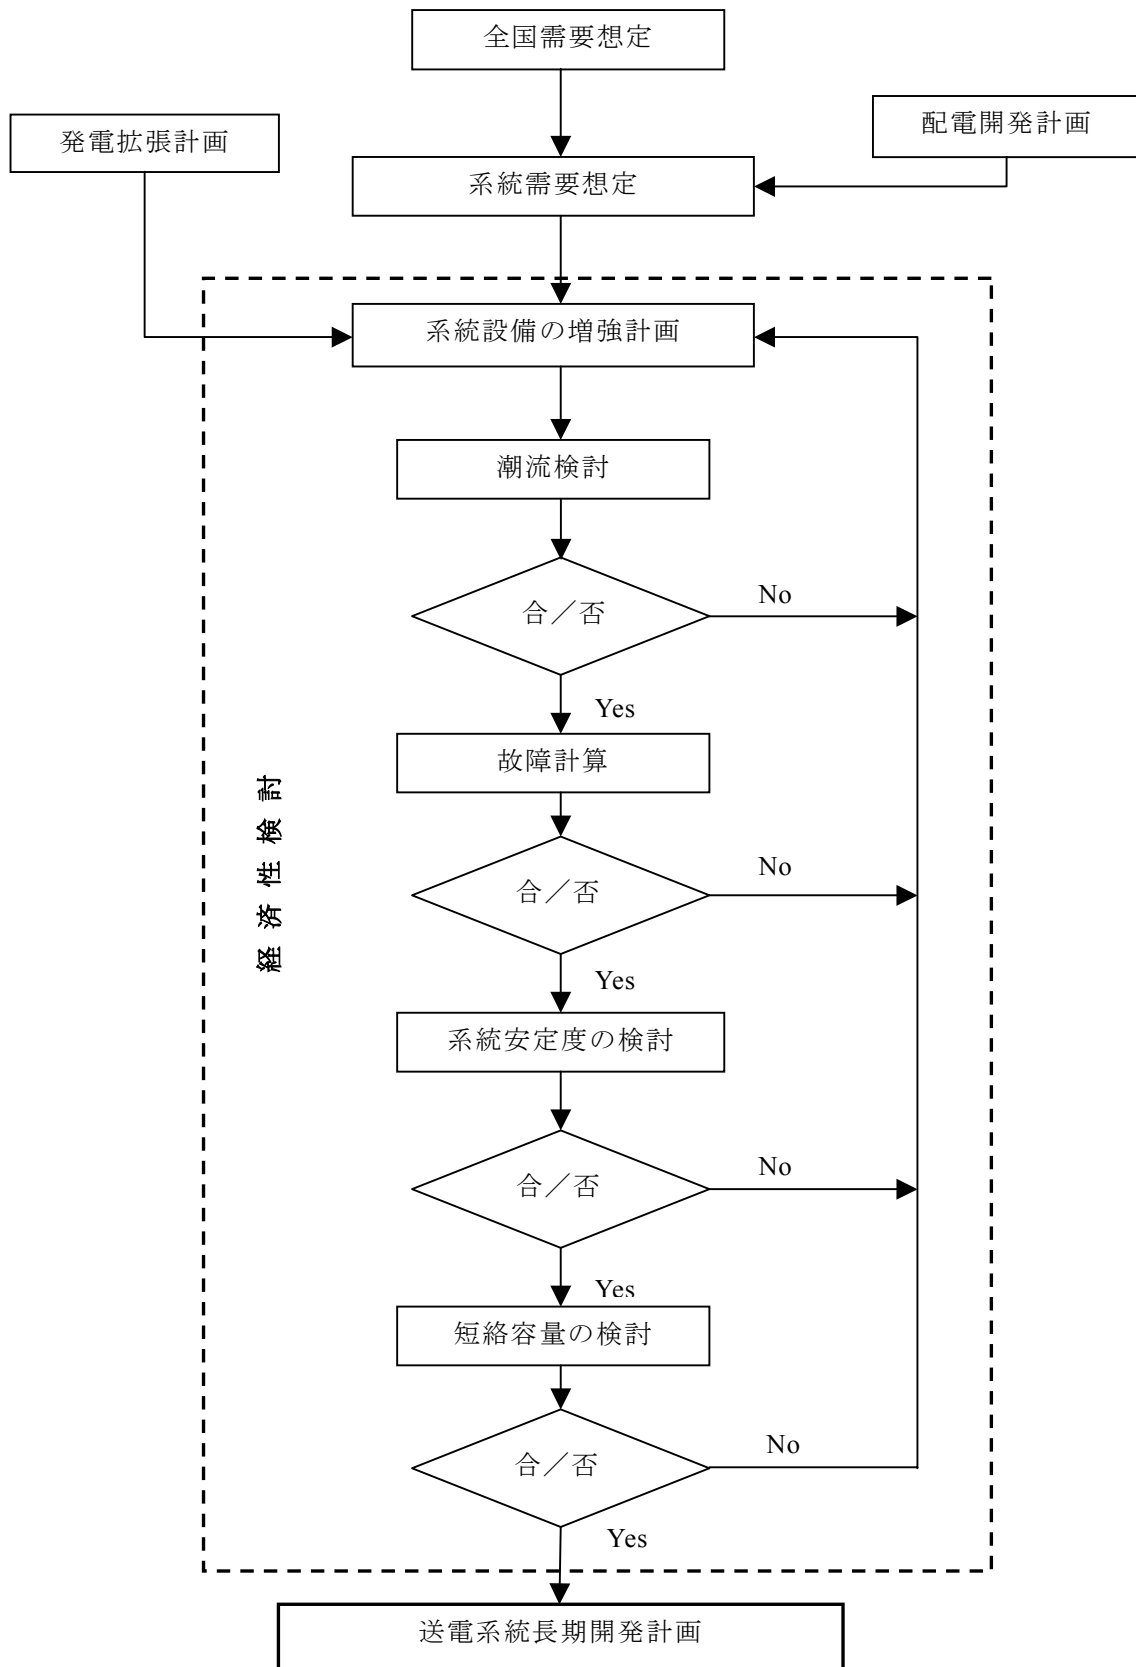 全国需要想定
発電拡張計画
配電開発計画
系統需要想定
系統設備の増強計画
潮流検討
合／否
No
Yes
故障計算
合／否
No
Yes
系統安定度の検討
合／否
No
Yes
短絡容量の検討
合／否
No
Yes
経済性検討
送電系統長期開発計画